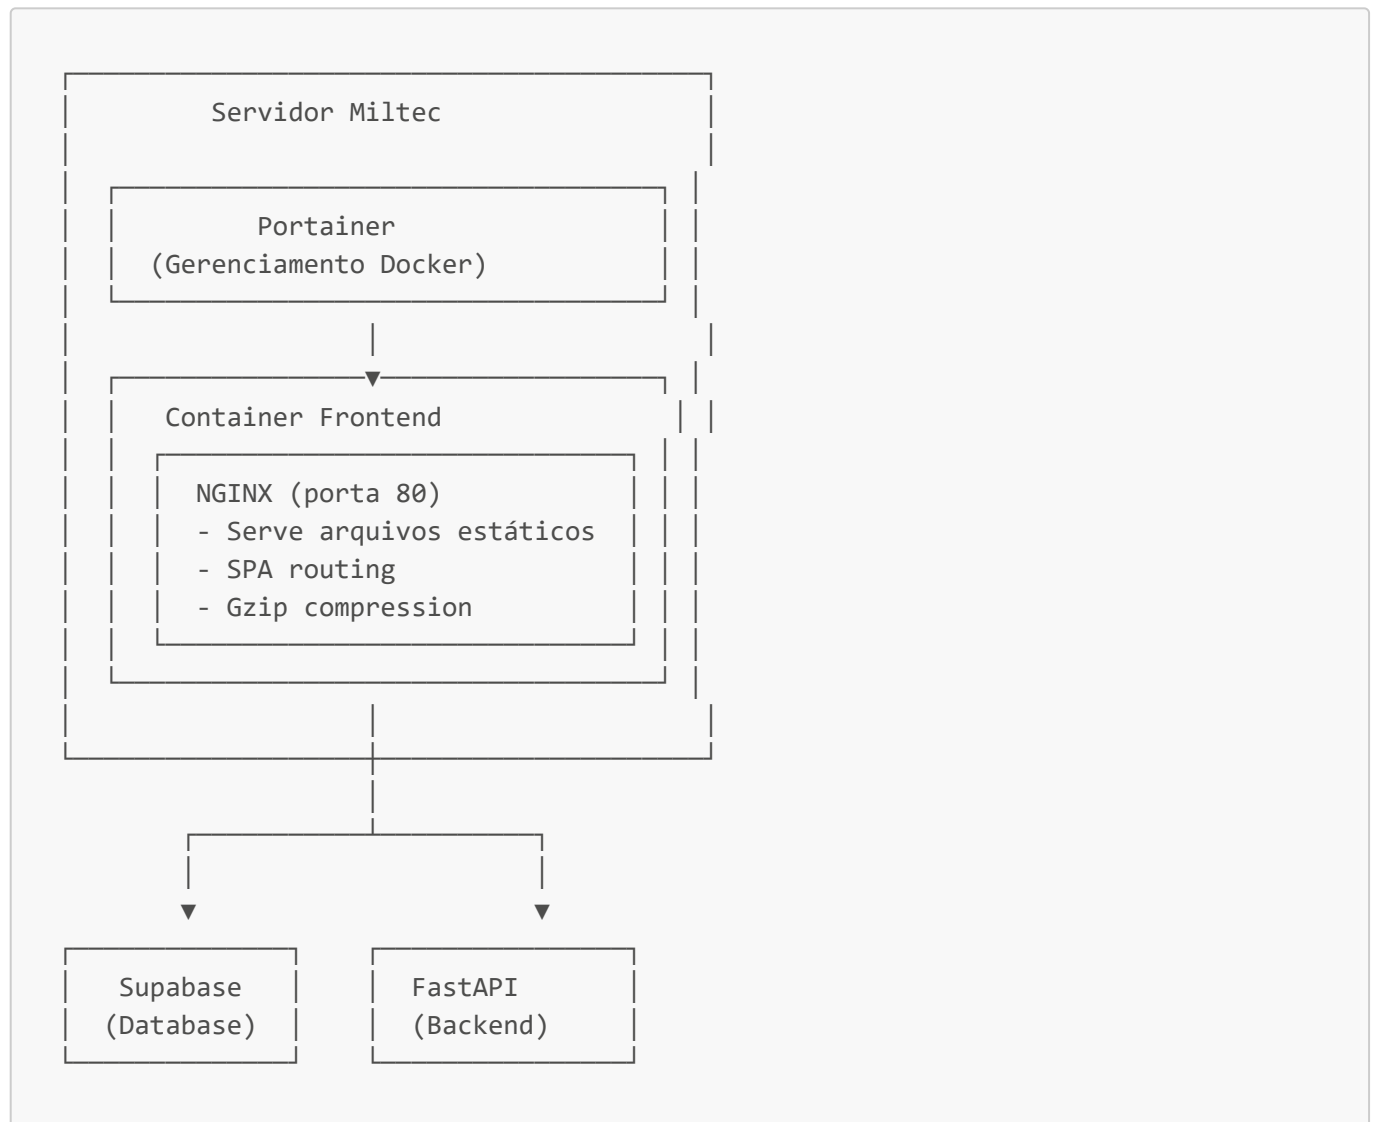 Servidor Miltec
Portainer
(Gerenciamento Docker)
Container Frontend
NGINX (porta 80)
- Serve arquivos estáticos
- SPA routing
- Gzip compression
Supabase FastAPI
(Database) (Backend)